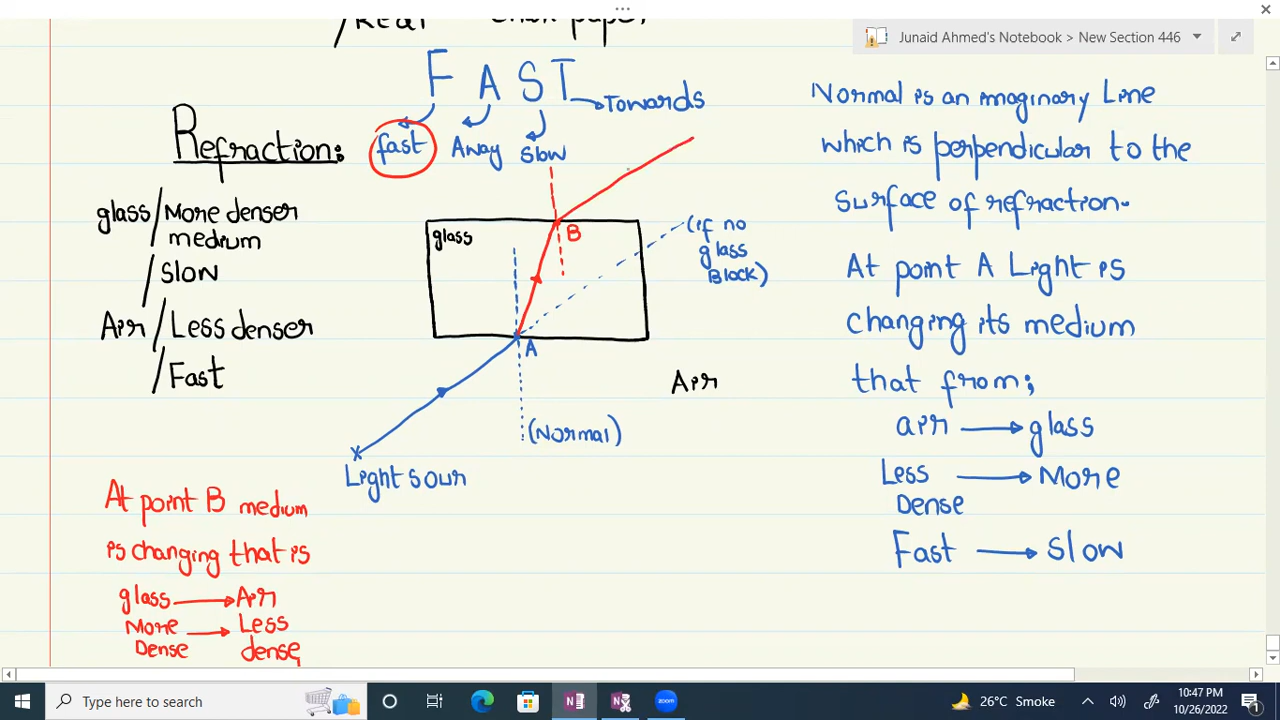 Real
F A S T
Towards
Refraction:
fast Away Slow
glass/More denser
medium
/Slow
Air/Less denser
/Fast
glass
B
(if no
glass
Block)
A
Air
(Normal)
Light sour
At point B medium
is changing that is
glass → Air
More → Less
Dense dense
Junaid Ahmed's Notebook > New Section 446
Normal is an imaginary Line
which is perpendicular to the
surface of refraction.
At point A Light is
changing its medium
that from;
air → glass
Less → More
Dense
Fast → Slow
Type here to search
26°C Smoke
10:47 PM
10/26/2022
zoom
1